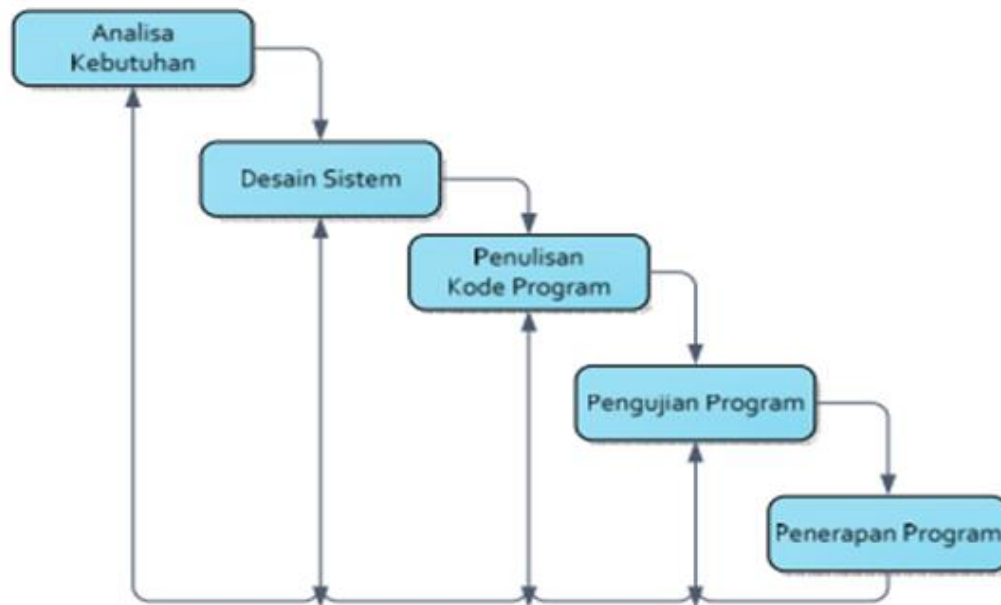 Analisa
Kebutuhan
Desain Sistem
Penulisan
Kode Program
Pengujian Program
Penerapan Program